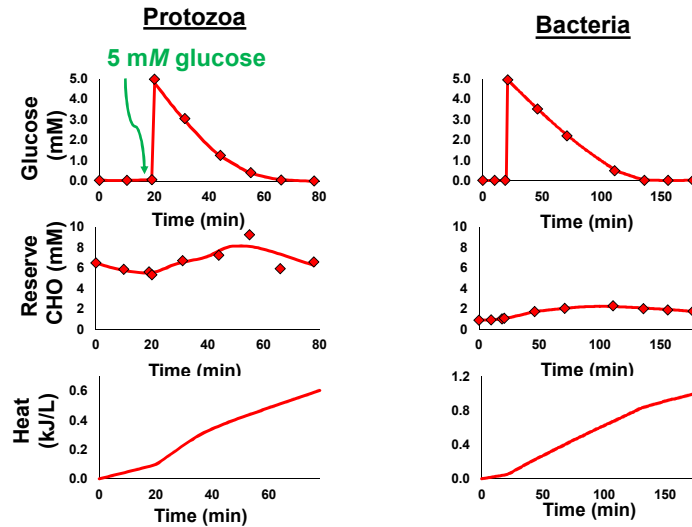 Protozoa
Bacteria
5 mM glucose
Glucose
(mM)
5.0
4.0
3.0
2.0
1.0
0.0
0 20 40 60 80
Time (min)
5.0
4.0
3.0
2.0
1.0
0.0
0 50 100 150
Time (min)
Reserve
CHO (mM)
10
8
6
4
2
0
0 20 40 60 80
Time (min)
10
8
6
4
2
0
0 50 100 150
Time (min)
Heat
(kJ/L)
0.6
0.4
0.2
0.0
0 20 40 60
Time (min)
1.2
0.8
0.4
0.0
0 50 100 150
Time (min)